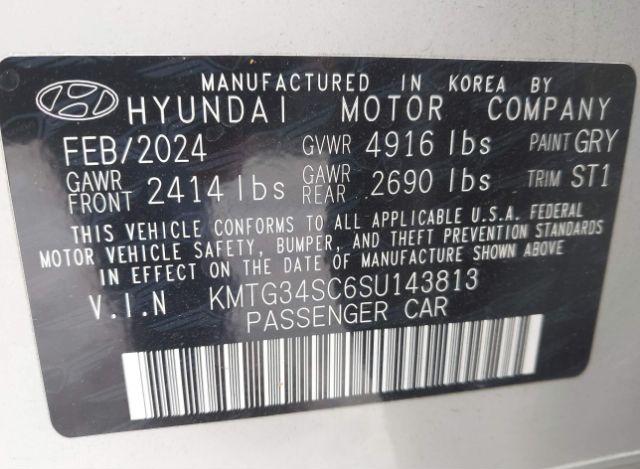 MANUFACTURED IN KOREA BY
HYUNDAI MOTOR COMPANY
FEB/2024 GVWR 4916 lbs PAINT GRY
GAWR FRONT 2414 lbs GAWR REAR 2690 lbs TRIM ST1
THIS VEHICLE CONFORMS TO ALL APPLICABLE U.S.A. FEDERAL
MOTOR VEHICLE SAFETY, BUMPER, AND THEFT PREVENTION STANDARDS
IN EFFECT ON THE DATE OF MANUFACTURE SHOWN ABOVE
V.I.N KMTG34SC6SU143813
PASSENGER CAR